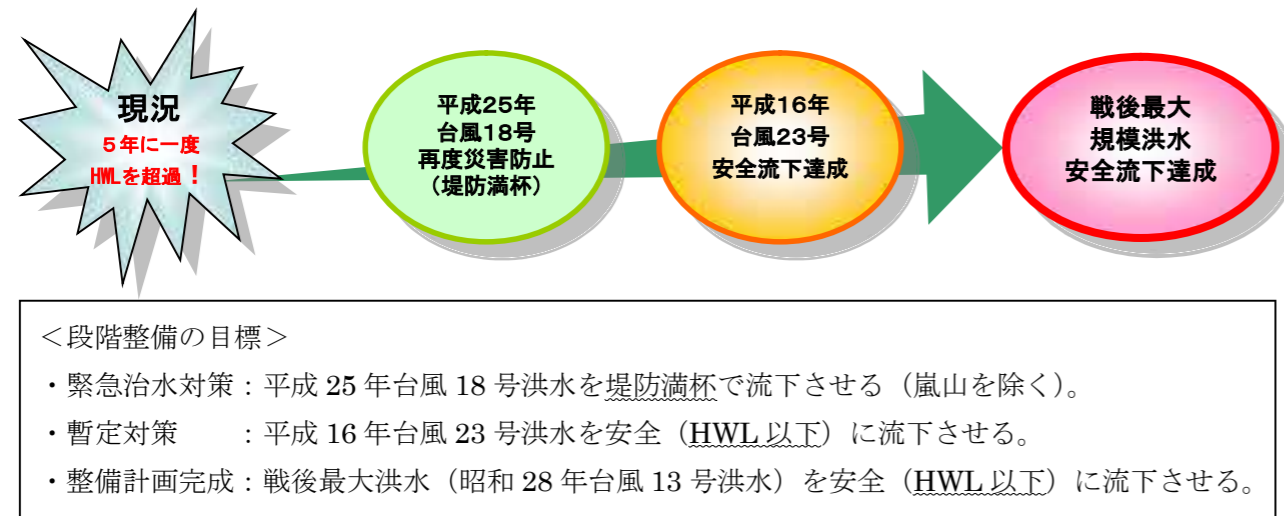 現況
5年に一度
HWLを超過！
平成25年
台風18号
再度災害防止
（堤防満杯）
平成16年
台風23号
安全流下達成
戦後最大
規模洪水
安全流下達成
＜段階整備の目標＞
・緊急治水対策：平成 25 年台風 18 号洪水を堤防満杯で流下させる（嵐山を除く）。
・暫定対策　　：平成 16 年台風 23 号洪水を安全（HWL 以下）に流下させる。
・整備計画完成：戦後最大洪水（昭和 28 年台風 13 号洪水）を安全（HWL 以下）に流下させる。